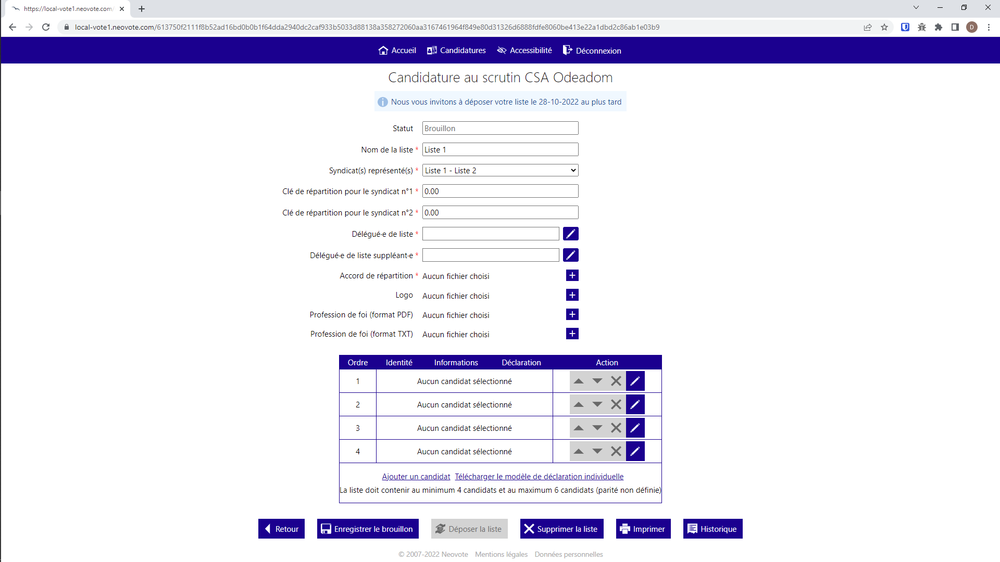 https://local-vote1.neovote.com/
local-vote1.neovote.com/613750f2111f8b52ad16bd0b0b1f64dda2940dc2caf933b5033d88138a358272060aa3167461964f849e80d31326d6888fdfe8060be413e22a1dbd2c86ab1e03b9
D
Accueil Candidatures Accessibilité Déconnexion
Candidature au scrutin CSA Odeadom
Nous vous invitons à déposer votre liste le 28-10-2022 au plus tard
Statut Brouillon
Nom de la liste * Liste 1
Syndicat(s) représenté(s) * Liste 1 - Liste 2
Clé de répartition pour le syndicat n°1 * 0.00
Clé de répartition pour le syndicat n°2 * 0.00
Délégué·e de liste *
Délégué·e de liste suppléant·e *
Accord de répartition * Aucun fichier choisi
Logo Aucun fichier choisi
Profession de foi (format PDF) Aucun fichier choisi
Profession de foi (format TXT) Aucun fichier choisi
Ordre Identité Informations Déclaration Action
1 Aucun candidat sélectionné
2 Aucun candidat sélectionné
3 Aucun candidat sélectionné
4 Aucun candidat sélectionné
Ajouter un candidat Télécharger le modèle de déclaration individuelle
La liste doit contenir au minimum 4 candidats et au maximum 6 candidats (parité non définie)
Retour Enregistrer le brouillon Déposer la liste Supprimer la liste Imprimer Historique
© 2007-2022 Neovote Mentions légales Données personnelles